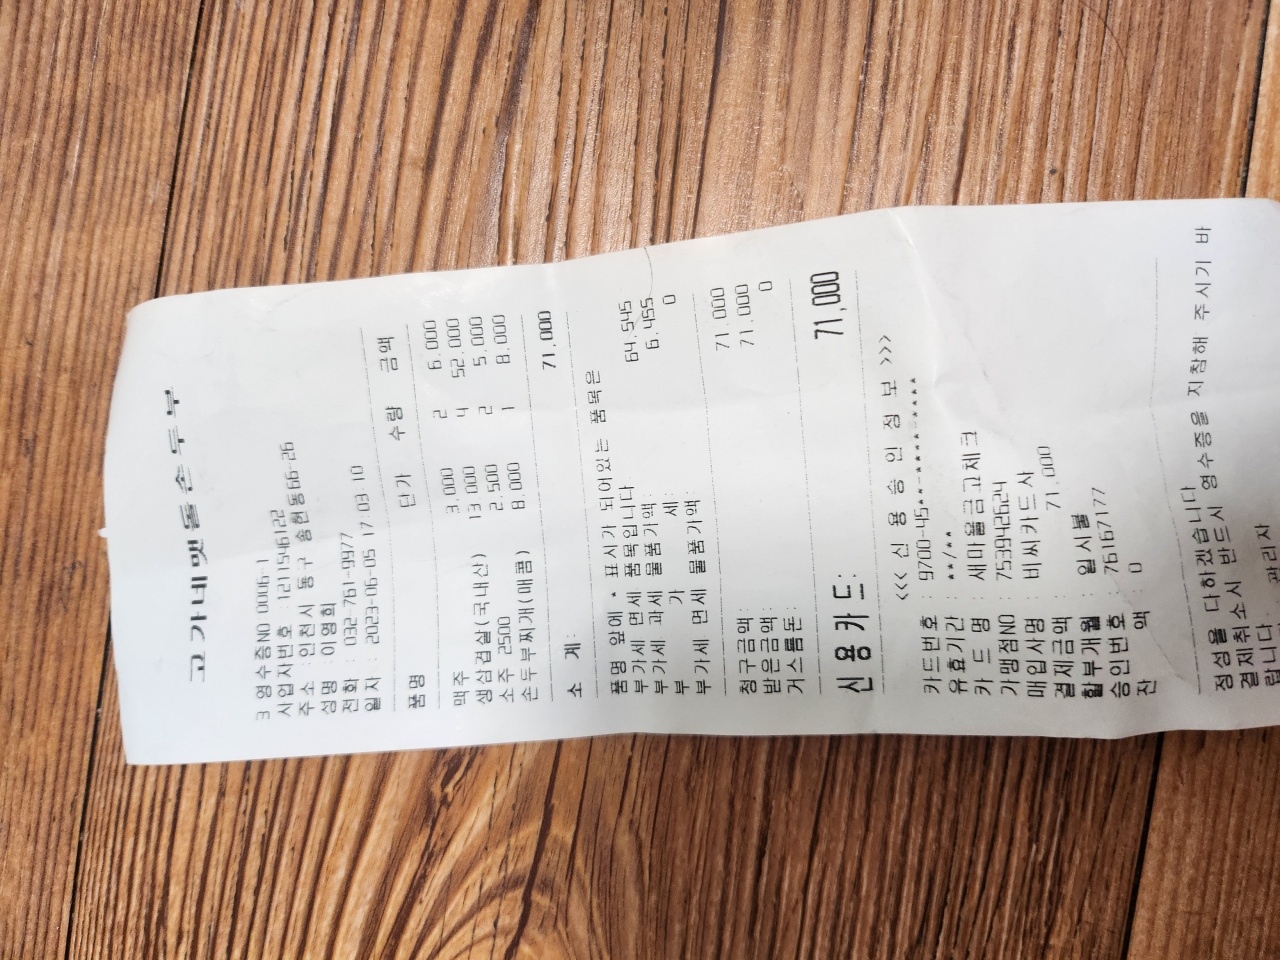 고가네맷돌손두부
3 영수증NO 0006-1
사업자번호 : 1211546122
주소 : 인천시 동구 송현동66-26
성명 : 이영희
전화 : 032-761-9977
일자 : 2023-06-05 17:03:10
품명 단가 수량 금액
맥주 3,000 2 6,000
생삼겹살(국내산) 13,000 4 52,000
소주 2500 2,500 2 5,000
손두부찌개(매콤) 8,000 1 8,000
소 계: 71,000
품명 앞에 * 표시가 되어있는 품목은
부가세 면세 품목입니다
부가세 과세 물품가액: 64,545
부 가 세: 6,455
부가세 면세 물품가액: 0
청구금액: 71,000
받은금액: 71,000
거스름돈: 0
신용카드: 71,000
<<< 신 용 승 인 정 보 >>>
카드번호 : 9700-45**-****-****
유효기간 : **/**
카 드 명 : 새마을금고체크
가맹점NO : 753942624
매입사명 : 비씨카드사
결제금액 : 71,000
할부개월 : 일시불
승인번호 : 76167177
잔 액 : 0
정성을 다하겠습니다
결제취소시 반드시 영수증을 지참해 주시기 바
랍니다. 관리자